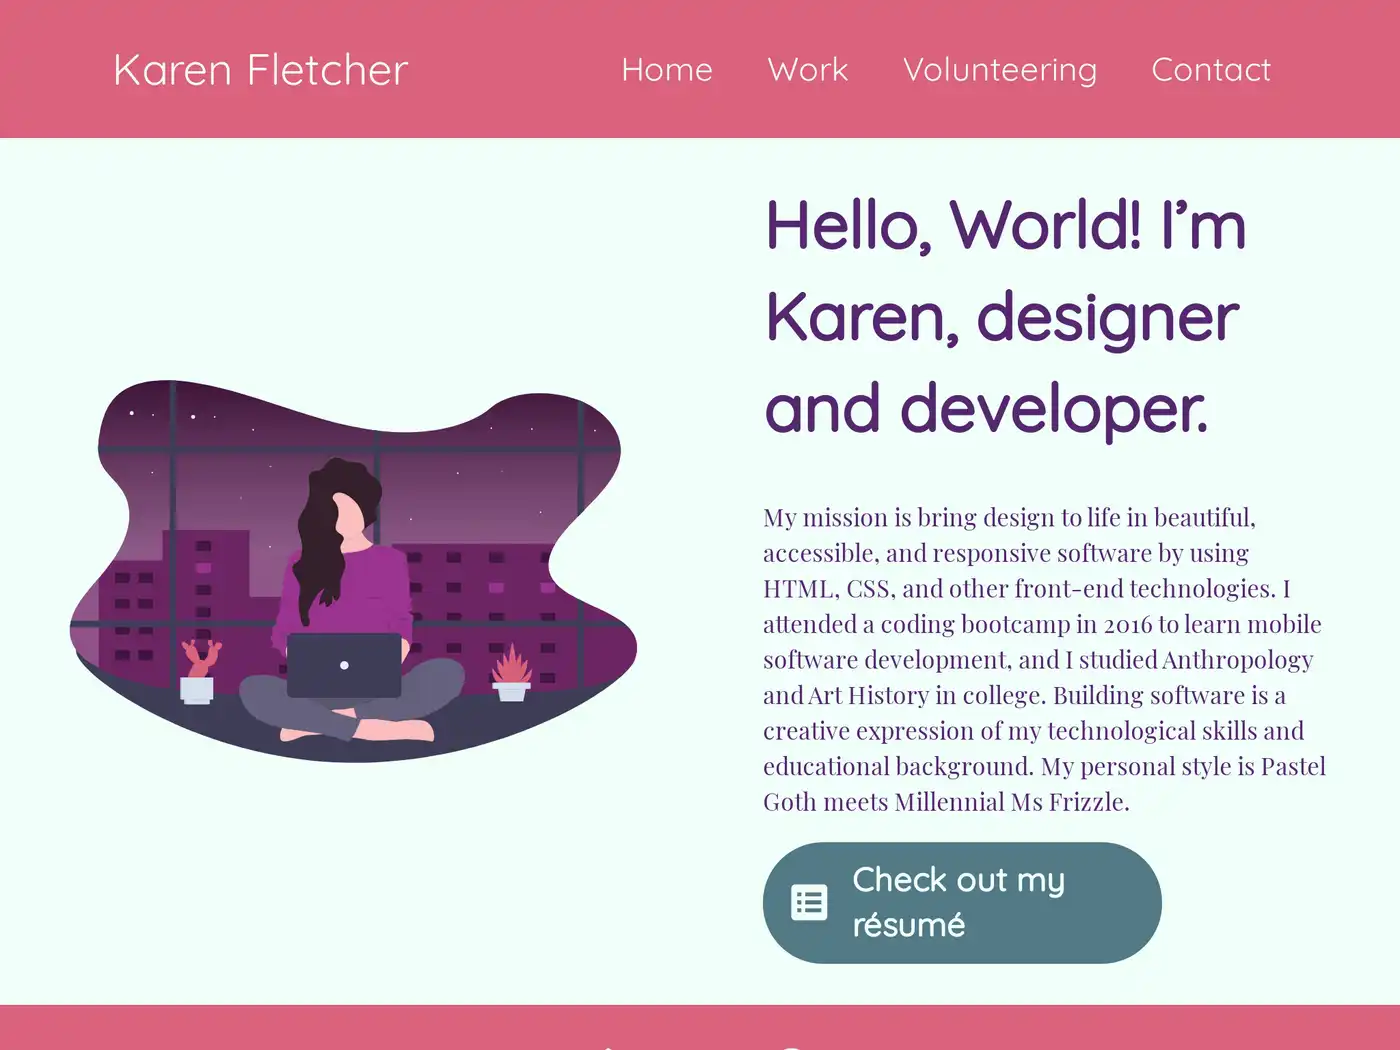 Karen Fletcher
Home Work Volunteering Contact
Hello, World! I’m
Karen, designer
and developer.
My mission is bring design to life in beautiful,
accessible, and responsive software by using
HTML, CSS, and other front-end technologies. I
attended a coding bootcamp in 2016 to learn mobile
software development, and I studied Anthropology
and Art History in college. Building software is a
creative expression of my technological skills and
educational background. My personal style is Pastel
Goth meets Millennial Ms Frizzle.
Check out my
résumé